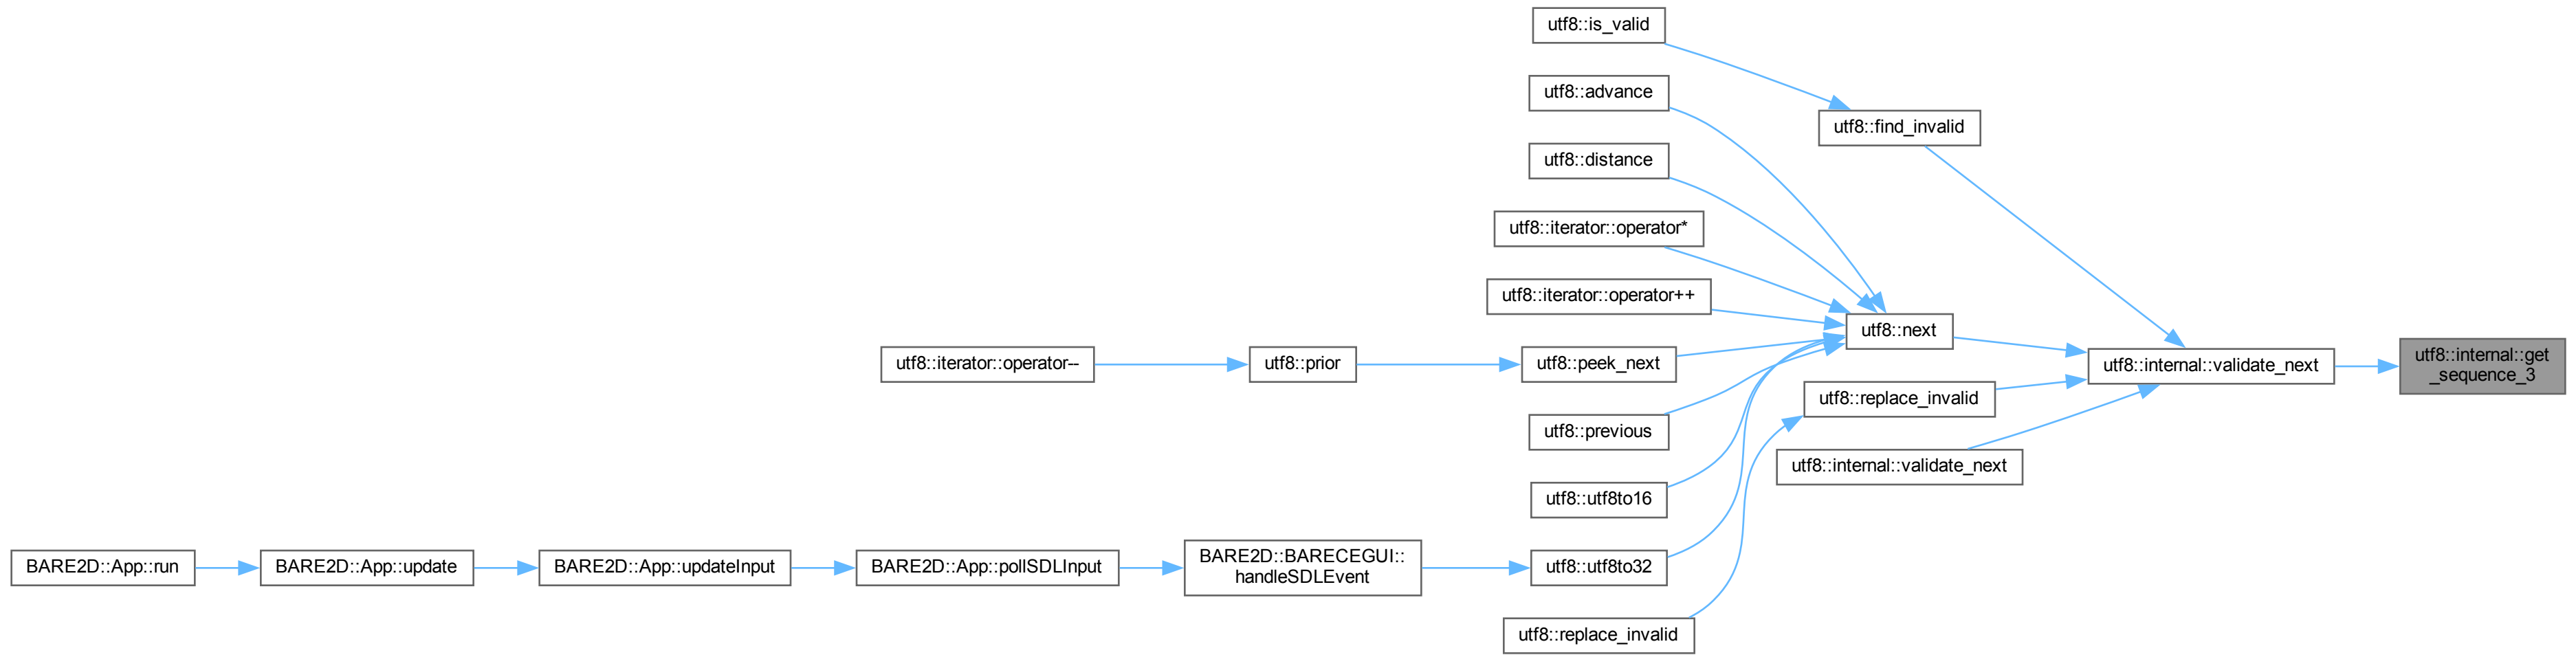 utf8::is_valid
utf8::advance
utf8::find_invalid
utf8::distance
utf8::iterator::operator*
utf8::iterator::operator++
utf8::next
utf8::iterator::operator--
utf8::prior
utf8::peek_next
utf8::internal::validate_next
utf8::internal::get
_sequence_3
utf8::replace_invalid
utf8::previous
utf8::internal::validate_next
utf8::utf8to16
BARE2D::App::run
BARE2D::App::update
BARE2D::App::updateInput
BARE2D::App::pollSDLInput
BARE2D::BARECEGUI::
handleSDLEvent
utf8::utf8to32
utf8::replace_invalid